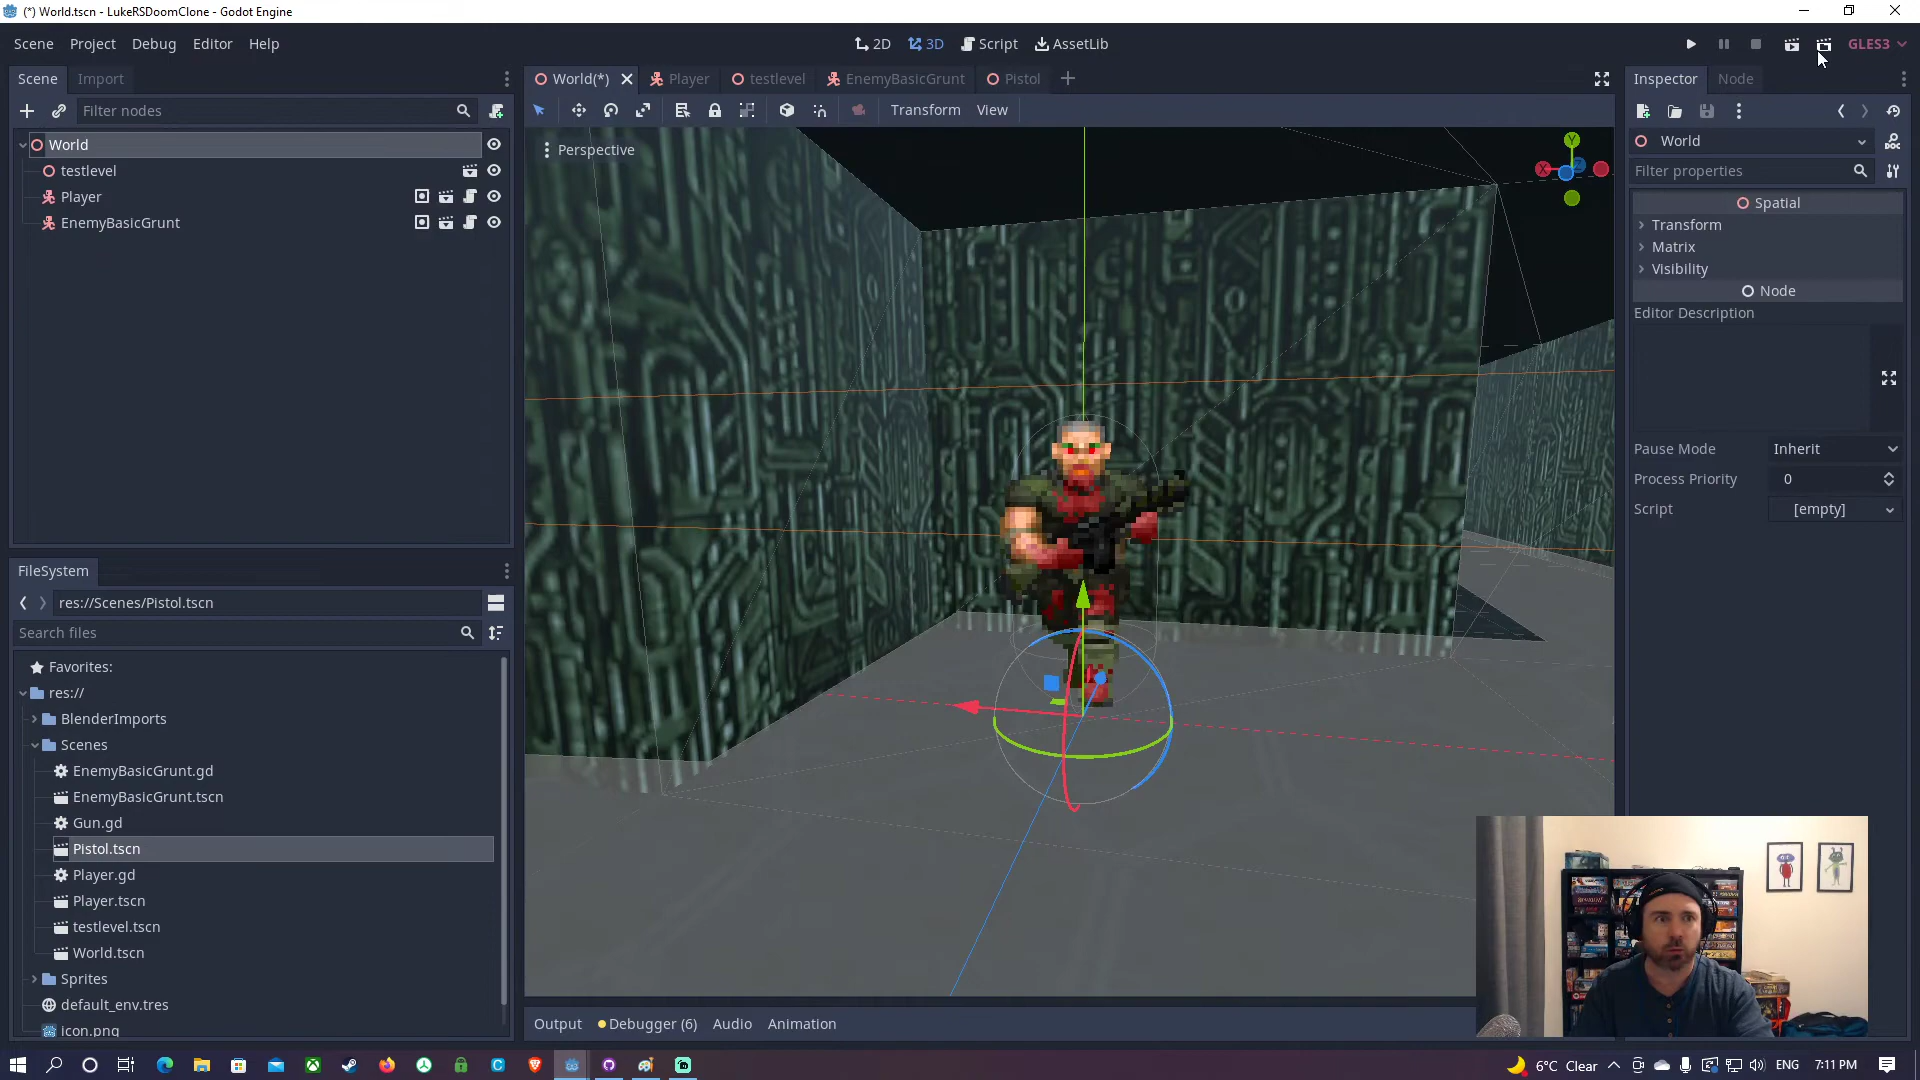 (*) World.tscn - LukeRSDoomClone - Godot Engine
Scene Project Debug Editor Help
2D 3D Script AssetLib
GLES3
Scene Import
World(*) Player testlevel EnemyBasicGrunt Pistol
Inspector Node
Filter nodes
Transform View
World
Perspective
World
testlevel
Player
EnemyBasicGrunt
Filter properties
Spatial
Transform
Matrix
Visibility
Node
Editor Description
Pause Mode Inherit
Process Priority 0
Script [empty]
FileSystem
res://Scenes/Pistol.tscn
Search files
Favorites:
res://
BlenderImports
Scenes
EnemyBasicGrunt.gd
EnemyBasicGrunt.tscn
Gun.gd
Pistol.tscn
Player.gd
Player.tscn
testlevel.tscn
World.tscn
Sprites
default_env.tres
icon.png
Output Debugger (6) Audio Animation
6°C Clear ENG 7:11 PM